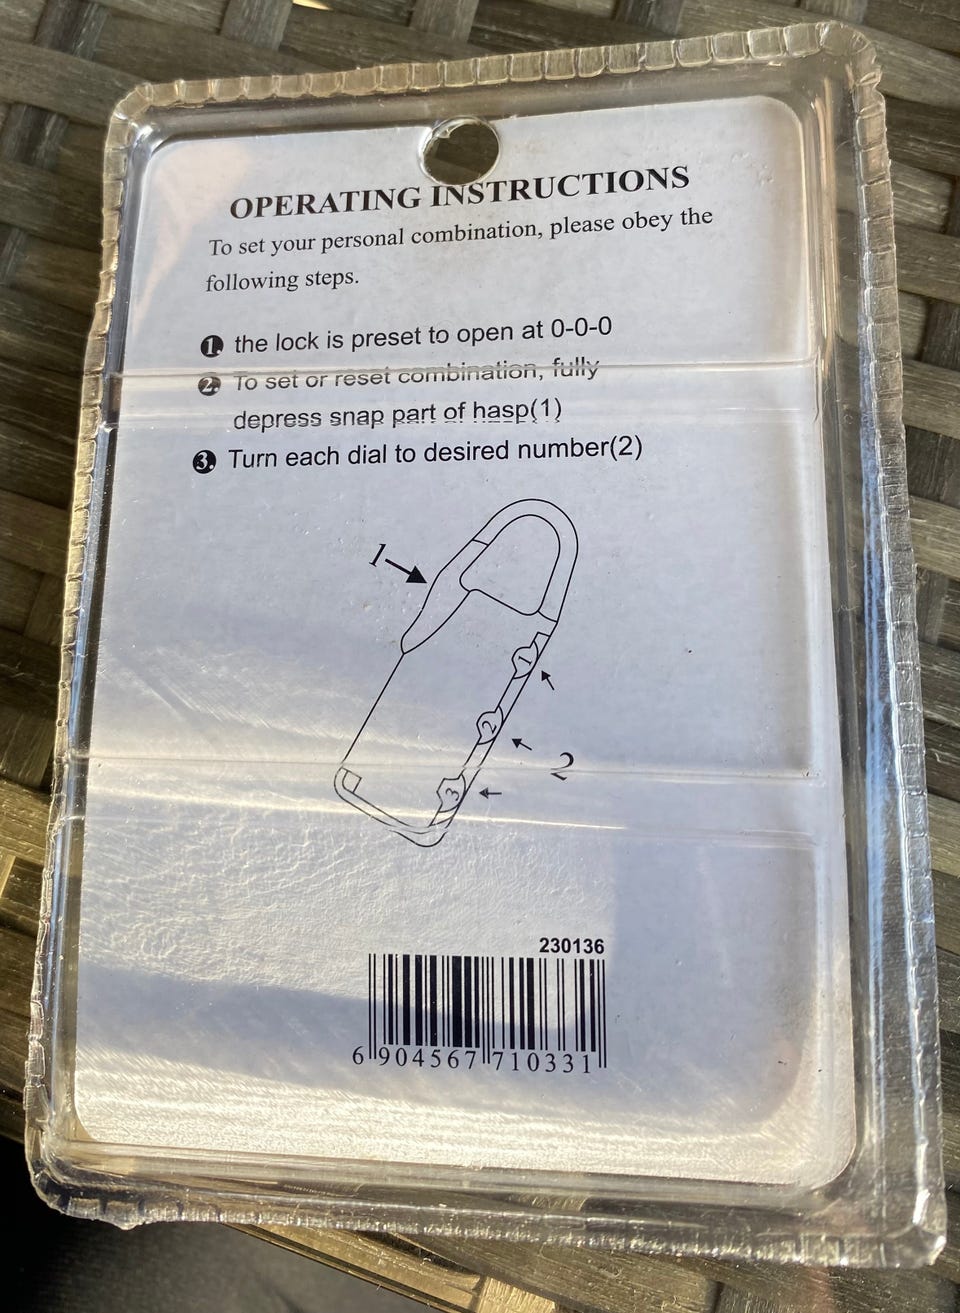 OPERATING INSTRUCTIONS
To set your personal combination, please obey the
following steps.
1. the lock is preset to open at 0-0-0
2. To set or reset combination, fully
depress snap part of hasp(1)
3. Turn each dial to desired number(2)
1
1
2
2
3
230136
6 904567 710331